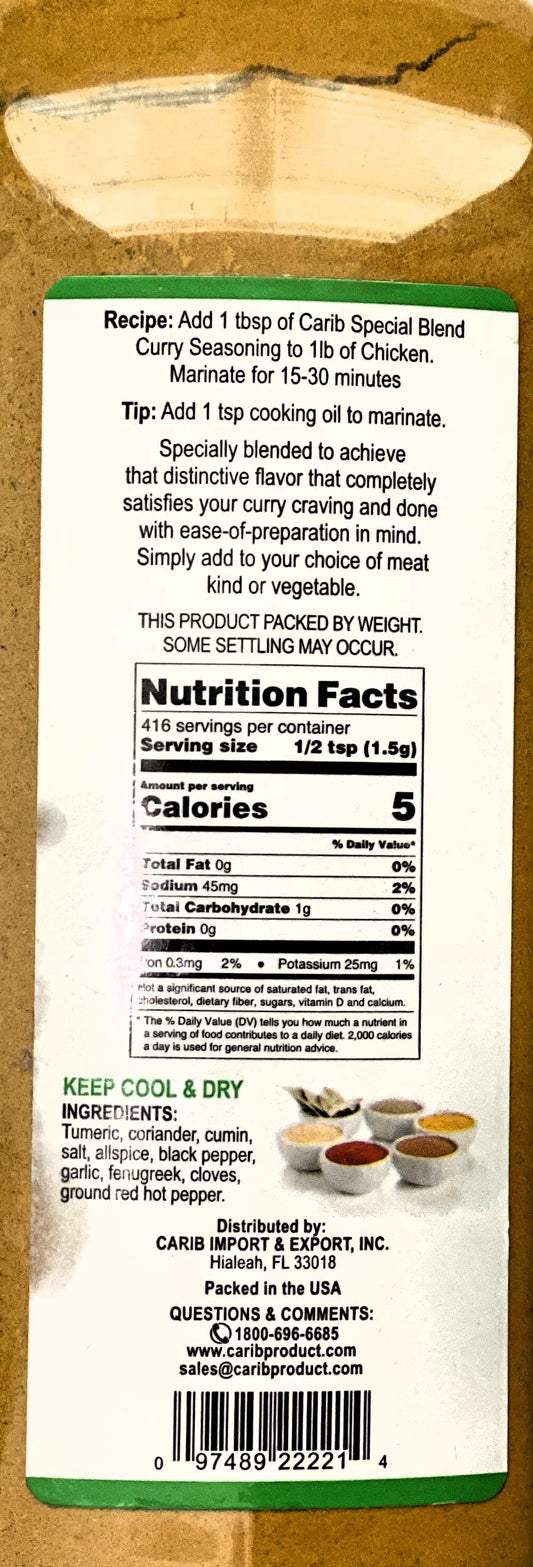 Recipe: Add 1 tbsp of Carib Special Blend
Curry Seasoning to 1lb of Chicken.
Marinate for 15-30 minutes
Tip: Add 1 tsp cooking oil to marinate.
Specially blended to achieve
that distinctive flavor that completely
satisfies your curry craving and done
with ease-of-preparation in mind.
Simply add to your choice of meat
kind or vegetable.
THIS PRODUCT PACKED BY WEIGHT.
SOME SETTLING MAY OCCUR.
Nutrition Facts
416 servings per container
Serving size 1/2 tsp (1.5g)
Amount per serving
Calories 5
% Daily Value*
Total Fat 0g 0%
Sodium 45mg 2%
Total Carbohydrate 1g 0%
Protein 0g 0%
Iron 0.3mg 2% • Potassium 25mg 1%
Not a significant source of saturated fat, trans fat,
cholesterol, dietary fiber, sugars, vitamin D and calcium.
* The % Daily Value (DV) tells you how much a nutrient in
a serving of food contributes to a daily diet. 2,000 calories
a day is used for general nutrition advice.
KEEP COOL & DRY
INGREDIENTS:
Tumeric, coriander, cumin,
salt, allspice, black pepper,
garlic, fenugreek, cloves,
ground red hot pepper.
Distributed by:
CARIB IMPORT & EXPORT, INC.
Hialeah, FL 33018
Packed in the USA
QUESTIONS & COMMENTS:
1800-696-6685
www.caribproduct.com
sales@caribproduct.com
0 97489 22221 4